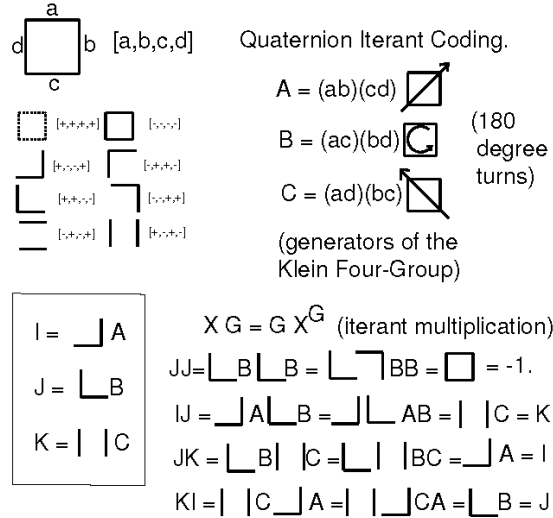 a
d b [a,b,c,d]
c
Quaternion Iterant Coding.
A = (ab)(cd)
B = (ac)(bd)
C = (ad)(bc)
(180
degree
turns)
(generators of the
Klein Four-Group)
[+,+,+,+] [-,-,-,-]
[+,-,-,+] [-,+,+,-]
[+,+,-,-] [-,-,+,+]
[-,+,-,+] [+,-,+,-]
I = A
J = B
K = C
X G = G X^G (iterant multiplication)
JJ= B B = BB = = -1.
IJ = A B = AB = C = K
JK = B C = BC = A = I
KI = C A = CA = B = J